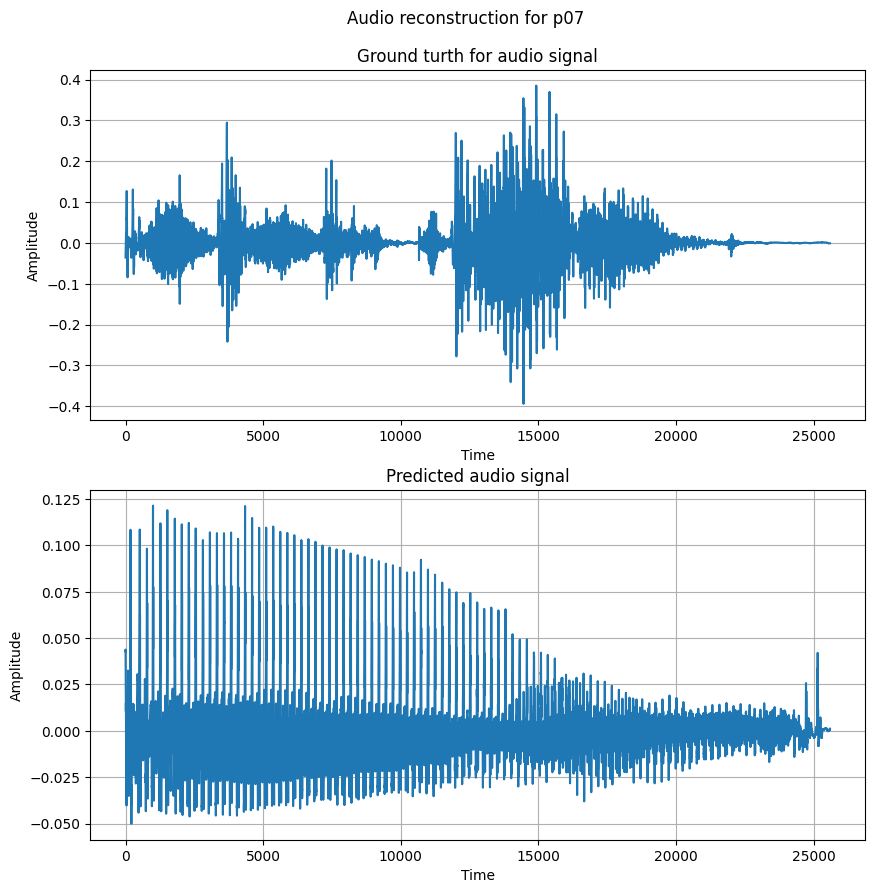 Audio reconstruction for p07
Ground turth for audio signal
0.4
0.3
0.2
0.1
0.0
−0.1
−0.2
−0.3
−0.4
Amplitude
0 5000 10000 15000 20000 25000
Time
Predicted audio signal
0.125
0.100
0.075
0.050
0.025
0.000
−0.025
−0.050
Amplitude
0 5000 10000 15000 20000 25000
Time